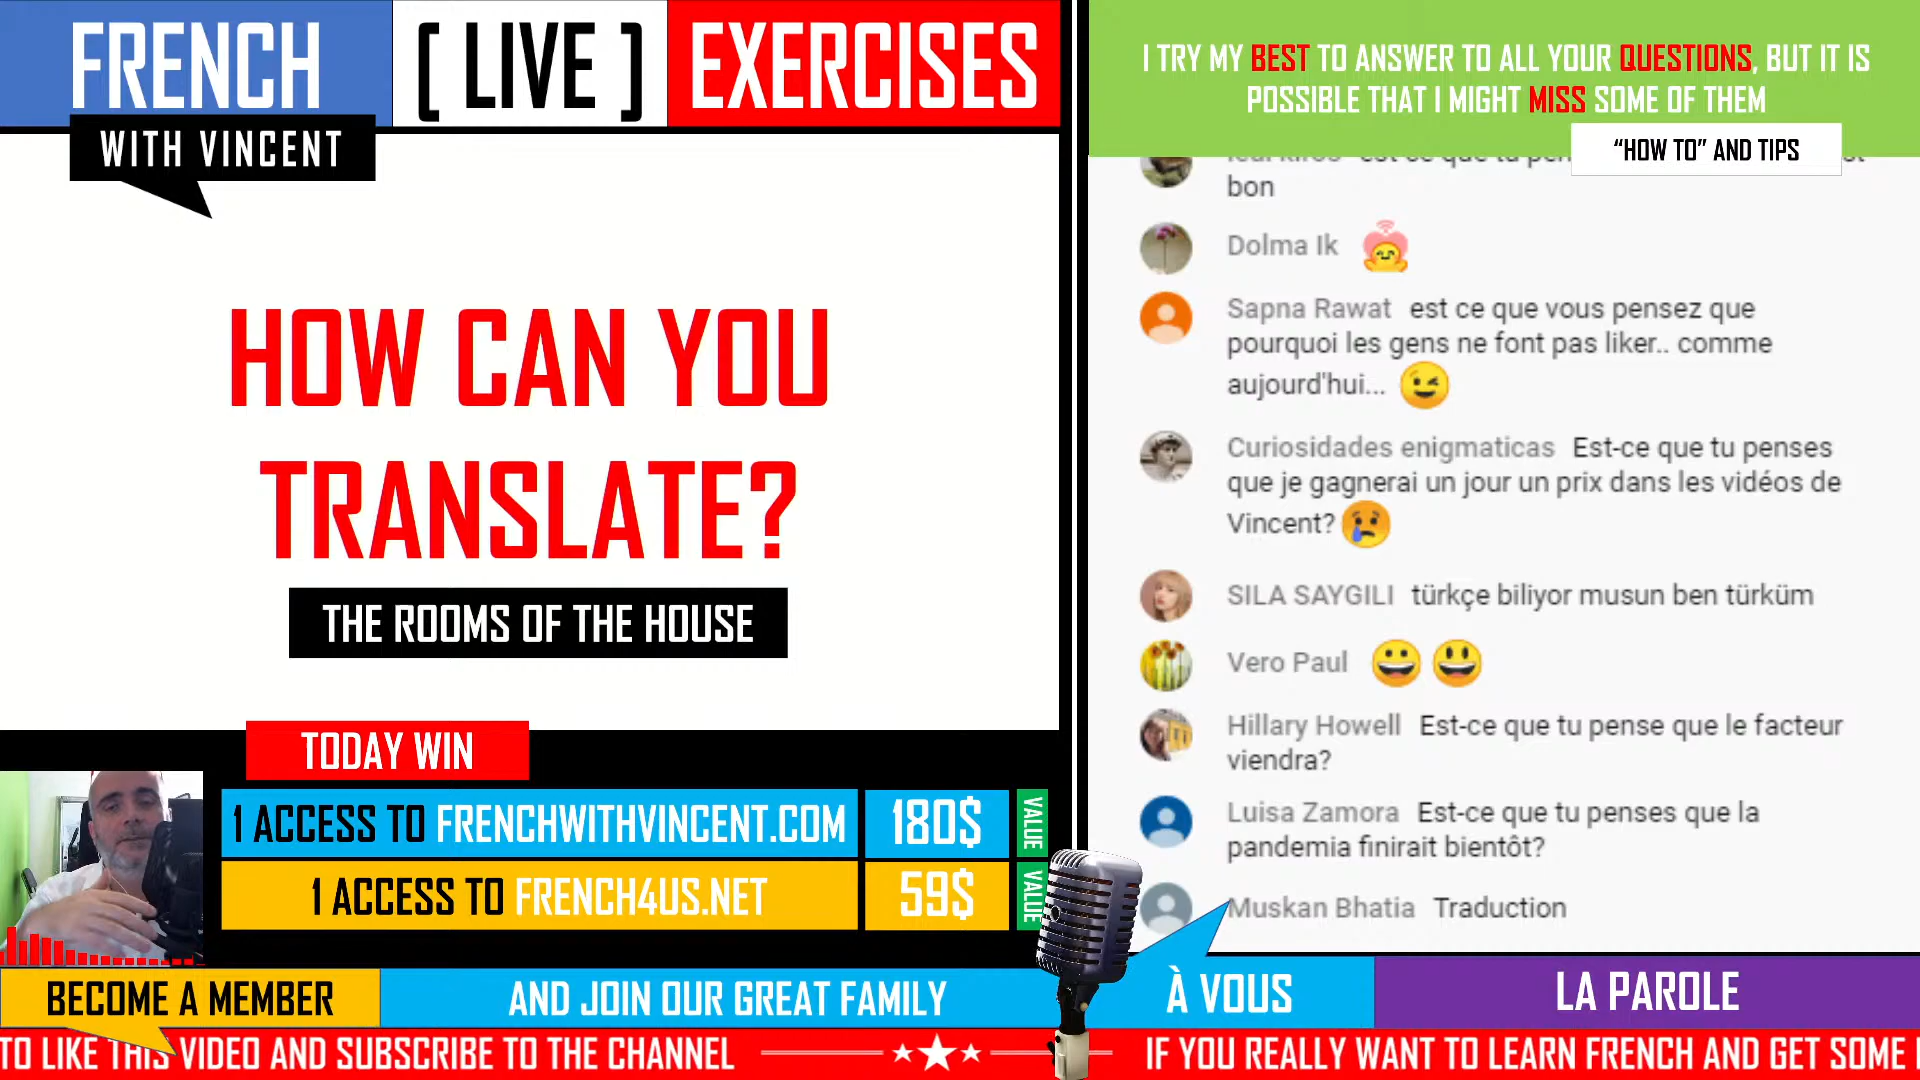 FRENCH [ LIVE ] EXERCISES
WITH VINCENT
HOW CAN YOU
TRANSLATE?
THE ROOMS OF THE HOUSE
TODAY WIN
1 ACCESS TO FRENCHWITHVINCENT.COM 180$ VALUE
1 ACCESS TO FRENCH4US.NET 59$ VALUE
BECOME A MEMBER AND JOIN OUR GREAT FAMILY
I TRY MY BEST TO ANSWER TO ALL YOUR QUESTIONS, BUT IT IS
POSSIBLE THAT I MIGHT MISS SOME OF THEM
“HOW TO” AND TIPS
bon
Dolma Ik
Sapna Rawat est ce que vous pensez que
pourquoi les gens ne font pas liker.. comme
aujourd'hui...
Curiosidades enigmaticas Est-ce que tu penses
que je gagnerai un jour un prix dans les vidéos de
Vincent?
SILA SAYGILI türkçe biliyor musun ben türküm
Vero Paul
Hillary Howell Est-ce que tu pense que le facteur
viendra?
Luisa Zamora Est-ce que tu penses que la
pandemia finirait bientôt?
Muskan Bhatia Traduction
À VOUS LA PAROLE
TO LIKE THIS VIDEO AND SUBSCRIBE TO THE CHANNEL
IF YOU REALLY WANT TO LEARN FRENCH AND GET SOME